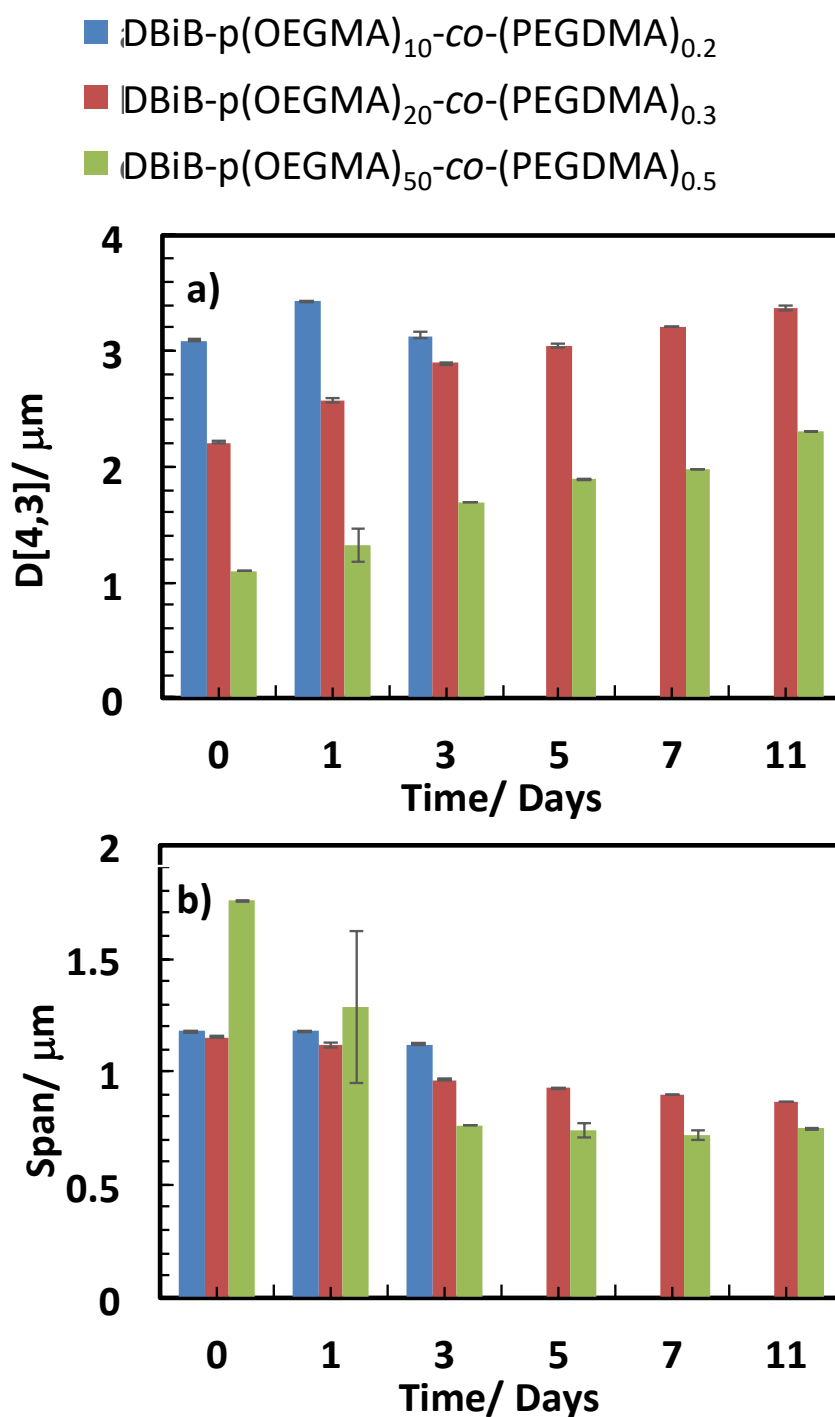 DBiB-p(OEGMA)10-co-(PEGDMA)0.2
DBiB-p(OEGMA)20-co-(PEGDMA)0.3
DBiB-p(OEGMA)50-co-(PEGDMA)0.5
a)
D[4,3]/ μm
4
3
2
1
0
0 1 3 5 7 11
Time/ Days
b)
Span/ μm
2
1.5
1
0.5
0
0 1 3 5 7 11
Time/ Days